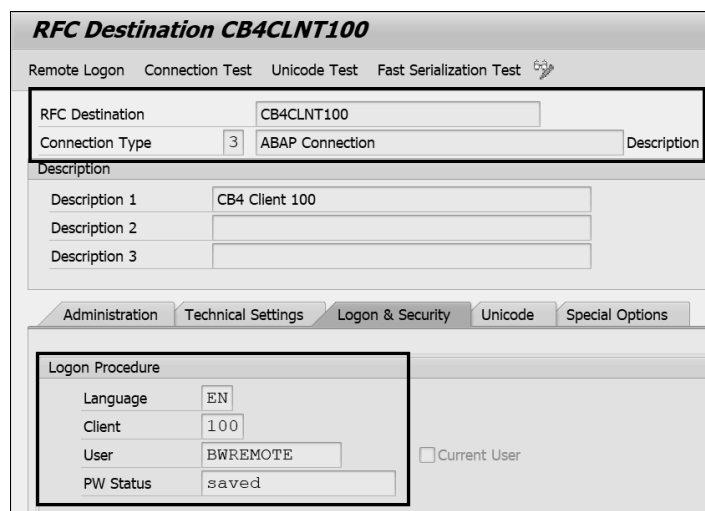 RFC Destination CB4CLNT100
Remote Logon Connection Test Unicode Test Fast Serialization Test
RFC Destination CB4CLNT100
Connection Type 3 ABAP Connection Description
Description
Description 1 CB4 Client 100
Description 2
Description 3
Administration Technical Settings Logon & Security Unicode Special Options
Logon Procedure
Language EN
Client 100
User BWREMOTE Current User
PW Status saved